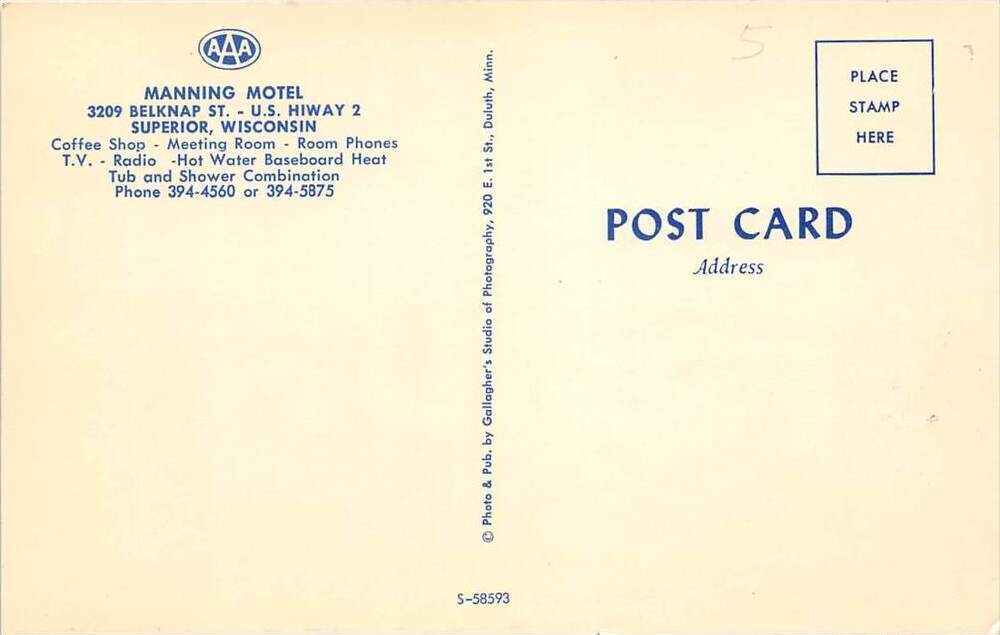 AAA
MANNING MOTEL
3209 BELKNAP ST. - U.S. HIWAY 2
SUPERIOR, WISCONSIN
Coffee Shop - Meeting Room - Room Phones
T.V. - Radio -Hot Water Baseboard Heat
Tub and Shower Combination
Phone 394-4560 or 394-5875
© Photo & Pub. by Gallagher's Studio of Photography, 920 E. 1st St., Duluth, Minn.
S-58593
5
PLACE
STAMP
HERE
POST CARD
Address